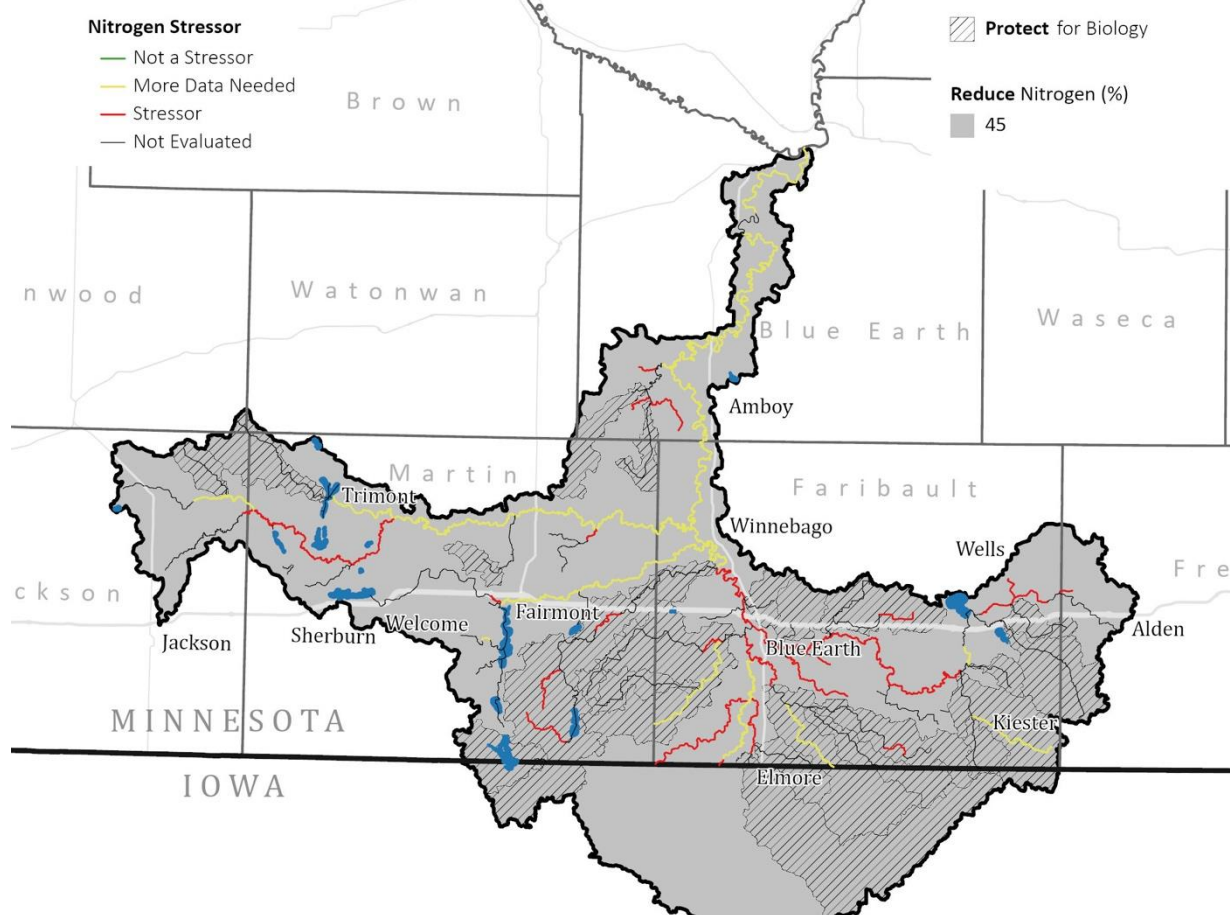 Nitrogen Stressor
Not a Stressor
More Data Needed
Stressor
Not Evaluated
Protect for Biology
Reduce Nitrogen (%)
45
Brown
nwood
Watonwan
Blue Earth
Waseca
Amboy
Martin
Trimont
Faribault
Winnebago
Wells
Fre
ckson
Jackson
Sherburn
Welcome
Fairmont
Blue Earth
Alden
MINNESOTA
Kiester
IOWA
Elmore